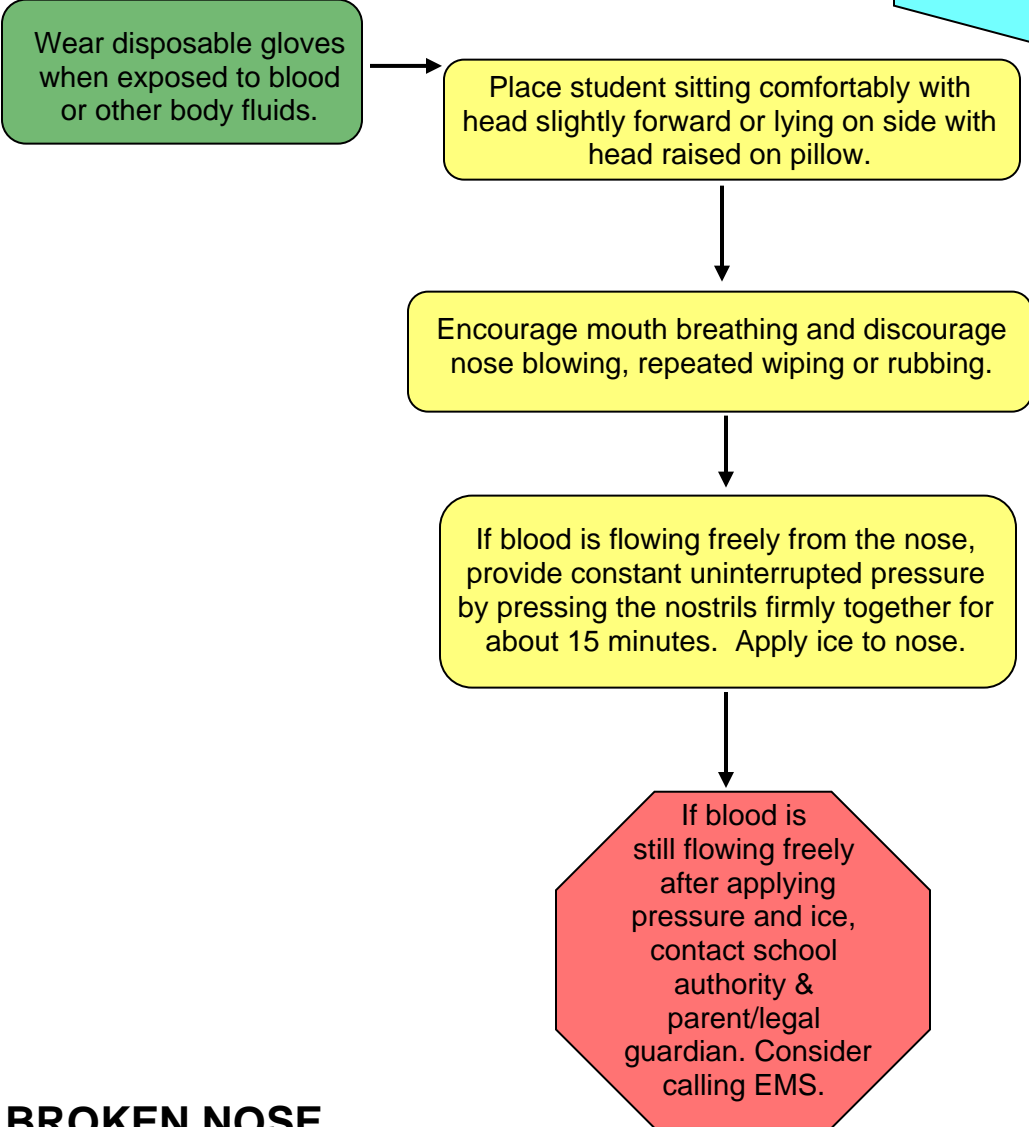 Wear disposable gloves
when exposed to blood
or other body fluids.
Place student sitting comfortably with
head slightly forward or lying on side with
head raised on pillow.
Encourage mouth breathing and discourage
nose blowing, repeated wiping or rubbing.
If blood is flowing freely from the nose,
provide constant uninterrupted pressure
by pressing the nostrils firmly together for
about 15 minutes.  Apply ice to nose.
If blood is
still flowing freely
after applying
pressure and ice,
contact school
authority &
parent/legal
guardian. Consider
calling EMS.
BROKEN NOSE